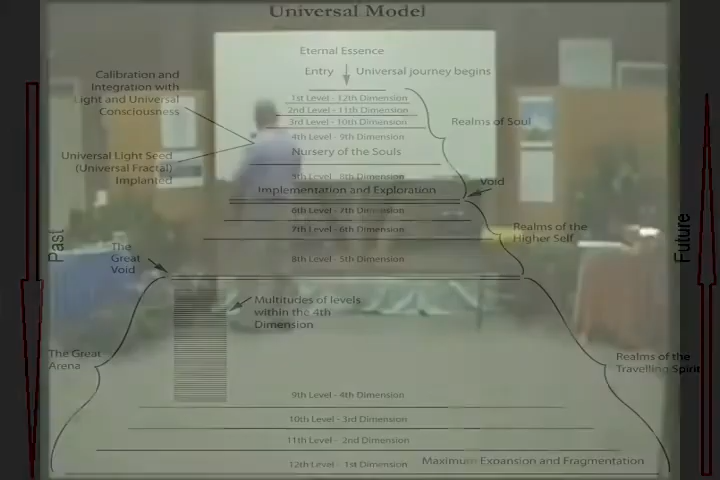 Universal Model
Eternal Essence
Entry
Universal journey begins
Calibration and
Integration with
Light and Universal
Consciousness
1st Level - 12th Dimension
2nd Level - 11th Dimension
3rd Level - 10th Dimension
4th Level - 9th Dimension
Realms of Soul
Nursery of the Souls
Universal Light Seed
(Universal Fractal)
Implanted
5th Level - 8th Dimension
Implementation and Exploration
Void
6th Level - 7th Dimension
7th Level - 6th Dimension
Realms of the
Higher Self
8th Level - 5th Dimension
Past
Future
The
Great
Void
Multitudes of levels
within the 4th
Dimension
The Great
Arena
Realms of the
Travelling Spirit
9th Level - 4th Dimension
10th Level - 3rd Dimension
11th Level - 2nd Dimension
12th Level - 1st Dimension
Maximum Expansion and Fragmentation